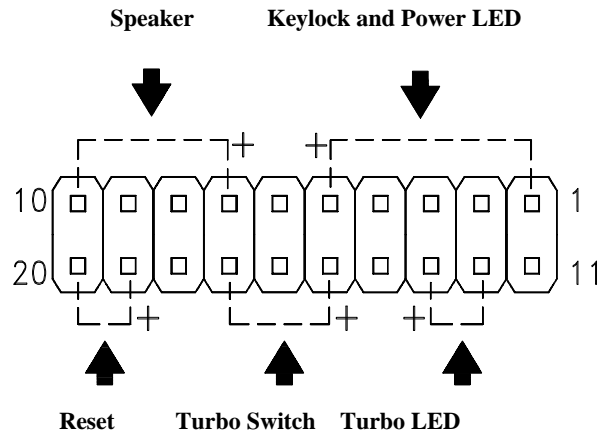 Speaker Keylock and Power LED
+ +
10 1
20 11
+ + +
Reset Turbo Switch Turbo LED